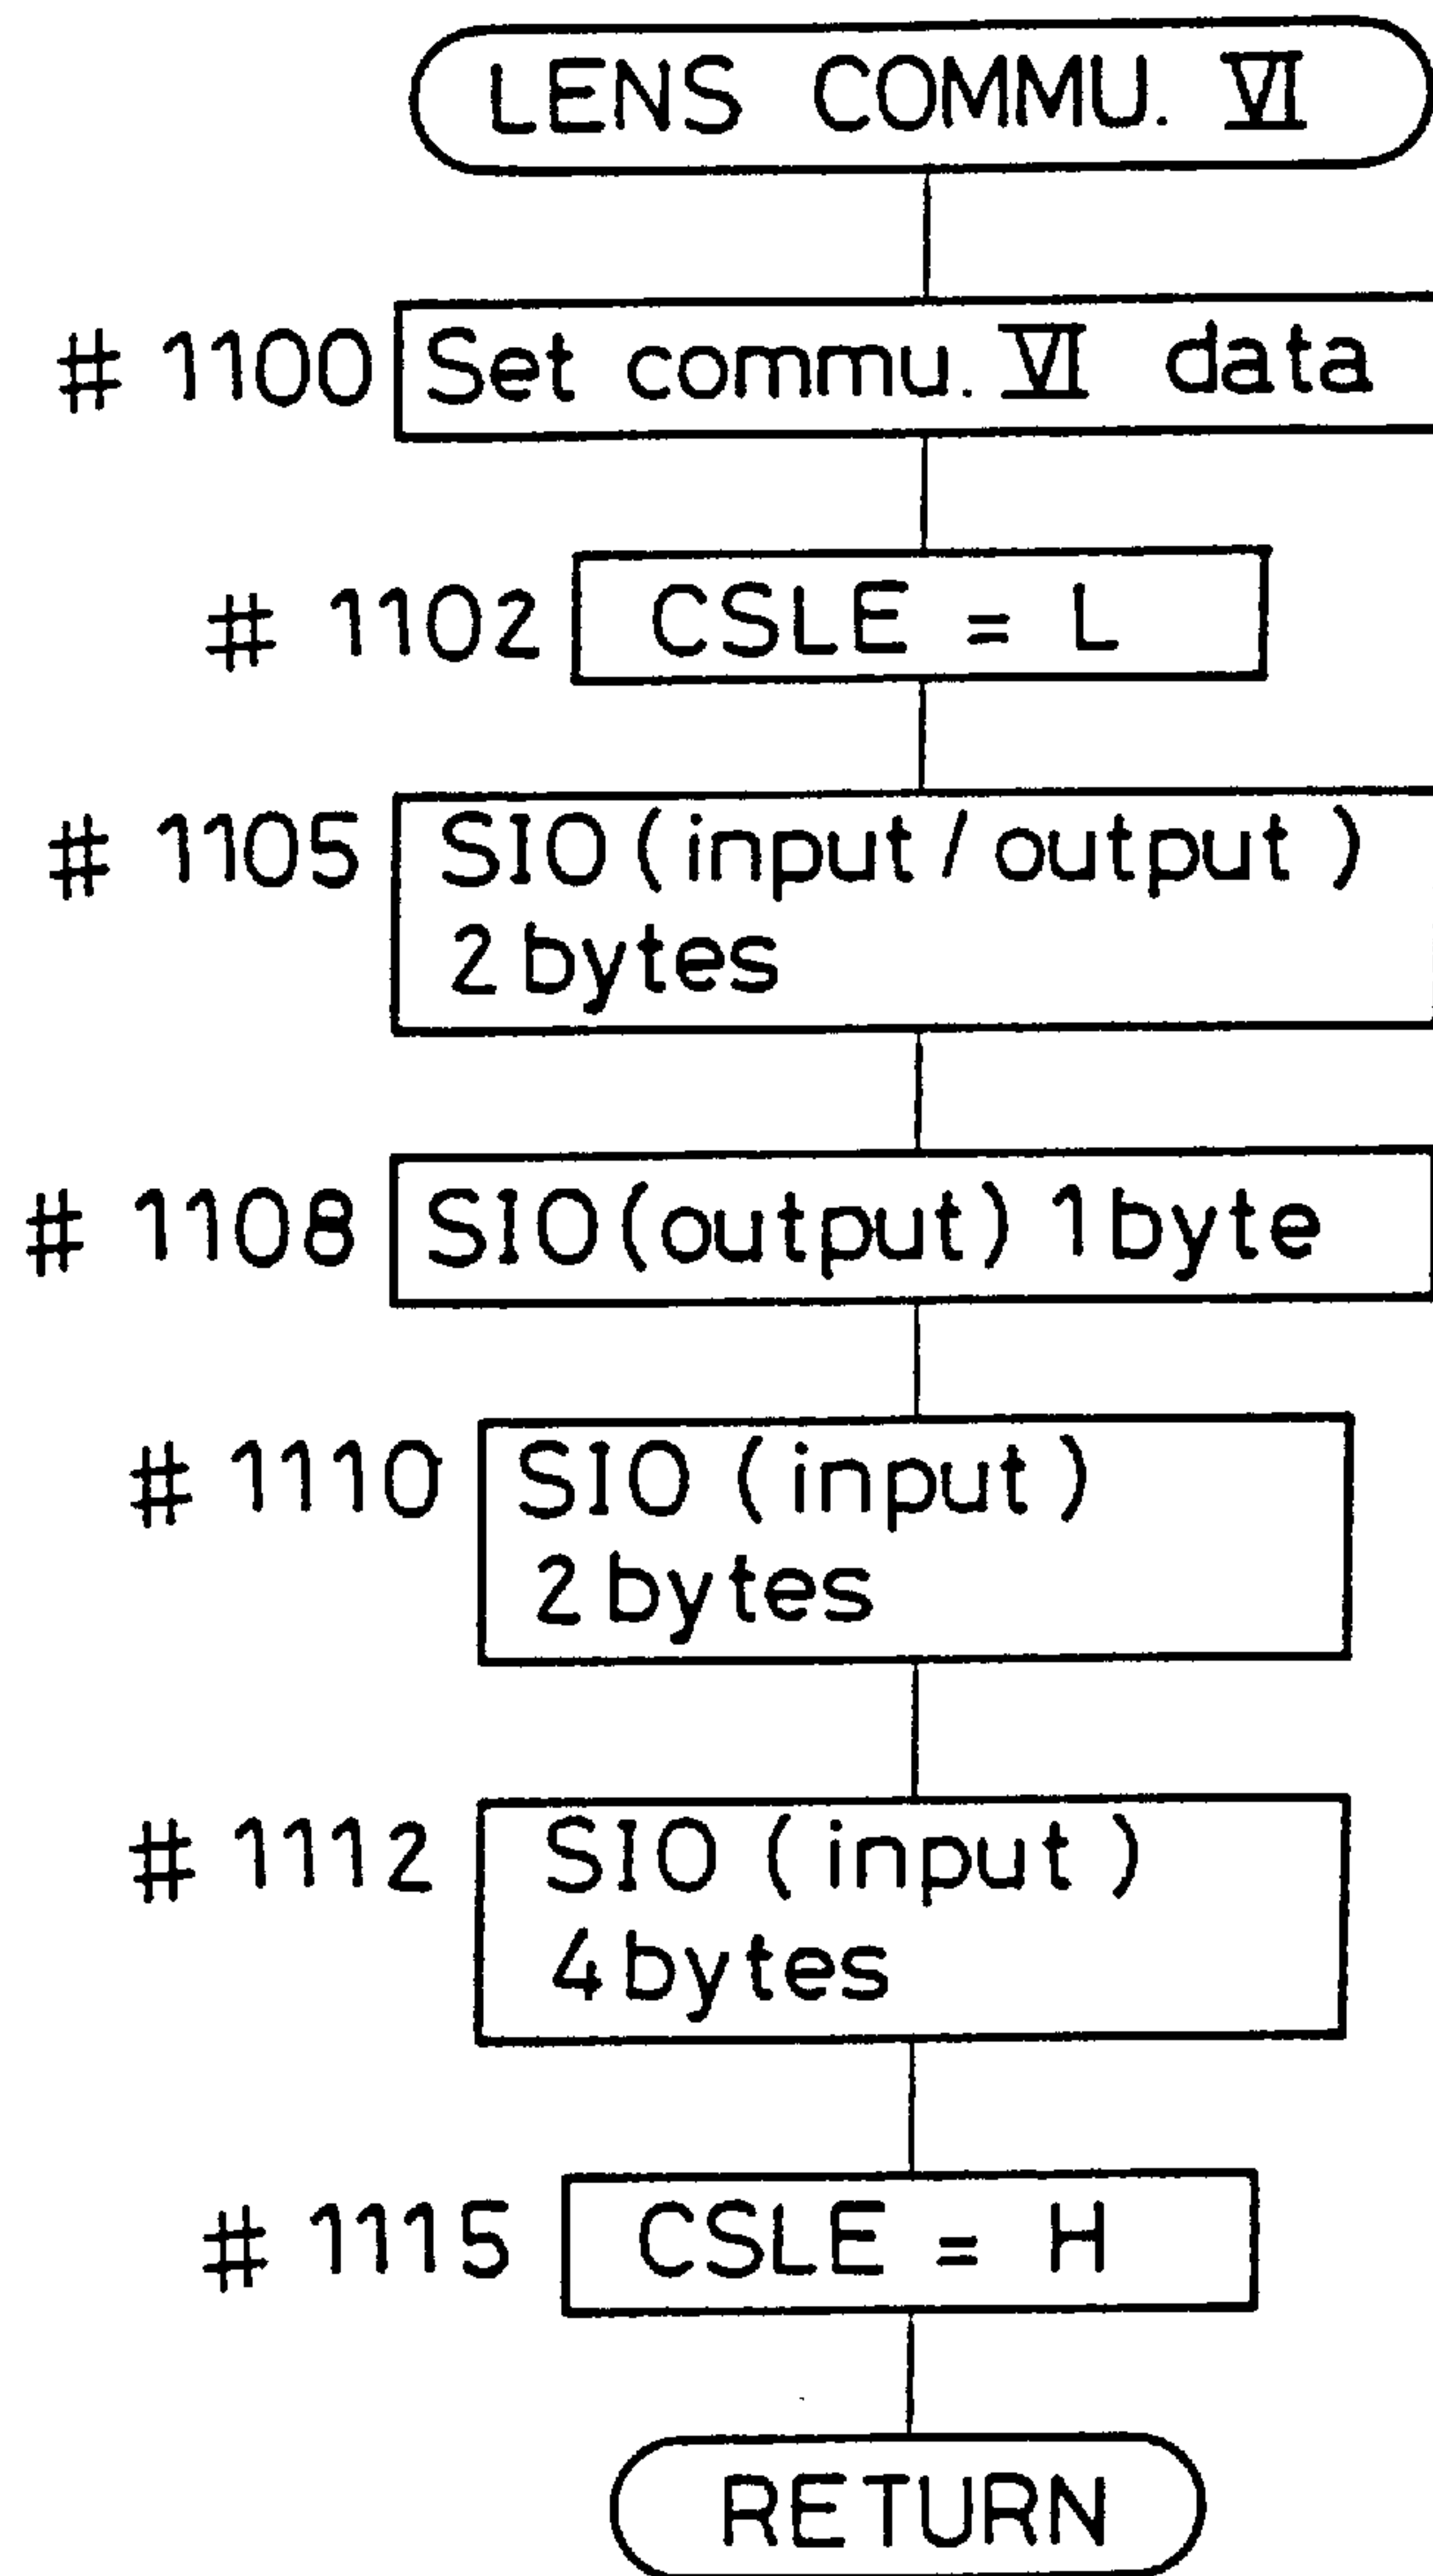 LENS COMMU. VI
# 1100 Set commu. VI data
# 1102 CSLE = L
# 1105 SIO (input / output)
2 bytes
# 1108 SIO (output) 1 byte
# 1110 SIO (input)
2 bytes
# 1112 SIO (input)
4 bytes
# 1115 CSLE = H
RETURN